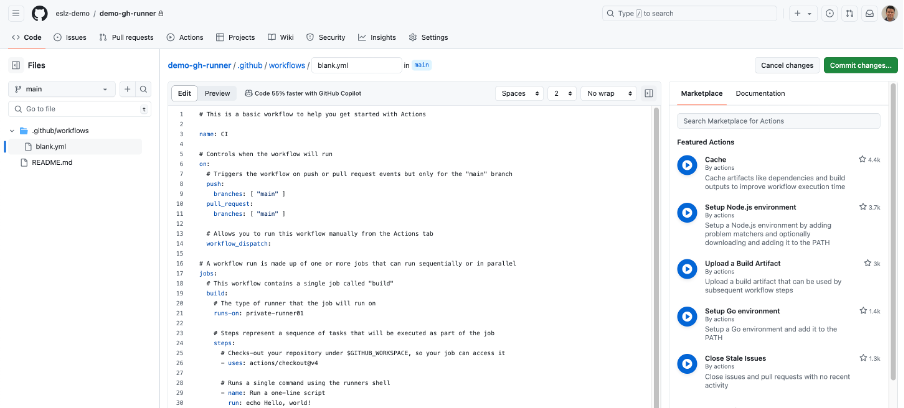 eslz-demo / demo-gh-runner
Type / to search
Code Issues Pull requests Actions Projects Wiki Security Insights Settings
Files
main
Go to file t
.github/workflows
blank.yml
README.md
demo-gh-runner / .github / workflows / blank.yml in main
Cancel changes Commit changes...
Edit Preview Code 55% faster with GitHub Copilot Spaces 2 No wrap
1 # This is a basic workflow to help you get started with Actions
2
3 name: CI
4
5 # Controls when the workflow will run
6 on:
7 # Triggers the workflow on push or pull request events but only for the "main" branch
8 push:
9 branches: [ "main" ]
10 pull_request:
11 branches: [ "main" ]
12
13 # Allows you to run this workflow manually from the Actions tab
14 workflow_dispatch:
15
16 # A workflow run is made up of one or more jobs that can run sequentially or in parallel
17 jobs:
18 # This workflow contains a single job called "build"
19 build:
20 # The type of runner that the job will run on
21 runs-on: private-runner01
22
23 # Steps represent a sequence of tasks that will be executed as part of the job
24 steps:
25 # Checks-out your repository under $GITHUB_WORKSPACE, so your job can access it
26 - uses: actions/checkout@v4
27
28 # Runs a single command using the runners shell
29 - name: Run a one-line script
30 run: echo Hello, world!
Marketplace Documentation
Search Marketplace for Actions
Featured Actions
Cache 4.4k
By actions
Cache artifacts like dependencies and build
outputs to improve workflow execution time
Setup Node.js environment 3.7k
By actions
Setup a Node.js environment by adding
problem matchers and optionally
downloading and adding it to the PATH
Upload a Build Artifact 3k
By actions
Upload a build artifact that can be used by
subsequent workflow steps
Setup Go environment 1.4k
By actions
Setup a Go environment and add it to the
PATH
Close Stale Issues 1.3k
By actions
Close issues and pull requests with no recent
activity